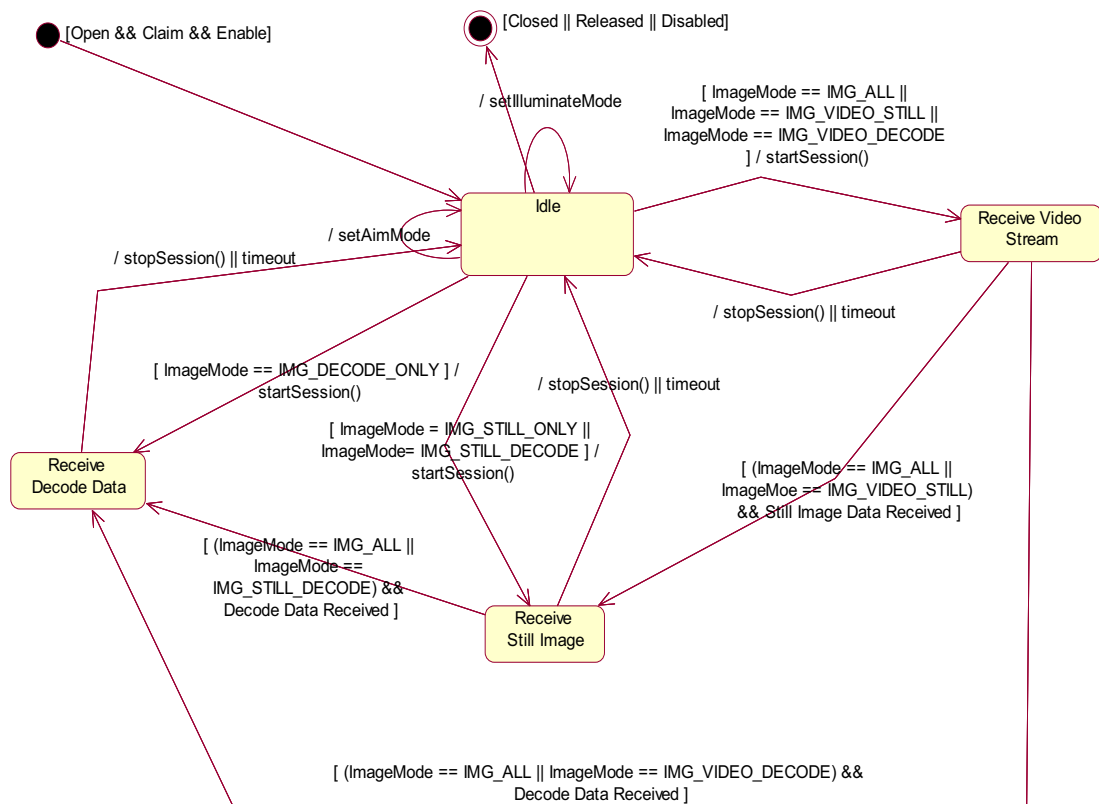 [Open && Claim && Enable]
[Closed || Released || Disabled]
/ setIlluminateMode
[ ImageMode == IMG_ALL ||
ImageMode == IMG_VIDEO_STILL ||
ImageMode == IMG_VIDEO_DECODE
] / startSession()
Idle
Receive Video
Stream
/ setAimMode
/ stopSession() || timeout
/ stopSession() || timeout
[ ImageMode == IMG_DECODE_ONLY ] /
startSession()
/ stopSession() || timeout
[ ImageMode = IMG_STILL_ONLY ||
ImageMode= IMG_STILL_DECODE ] /
startSession()
Receive
Decode Data
[ (ImageMode == IMG_ALL ||
ImageMoe == IMG_VIDEO_STILL)
&& Still Image Data Received ]
[ (ImageMode == IMG_ALL ||
ImageMode ==
IMG_STILL_DECODE) &&
Decode Data Received ]
Receive
Still Image
[ (ImageMode == IMG_ALL || ImageMode == IMG_VIDEO_DECODE) &&
Decode Data Received ]